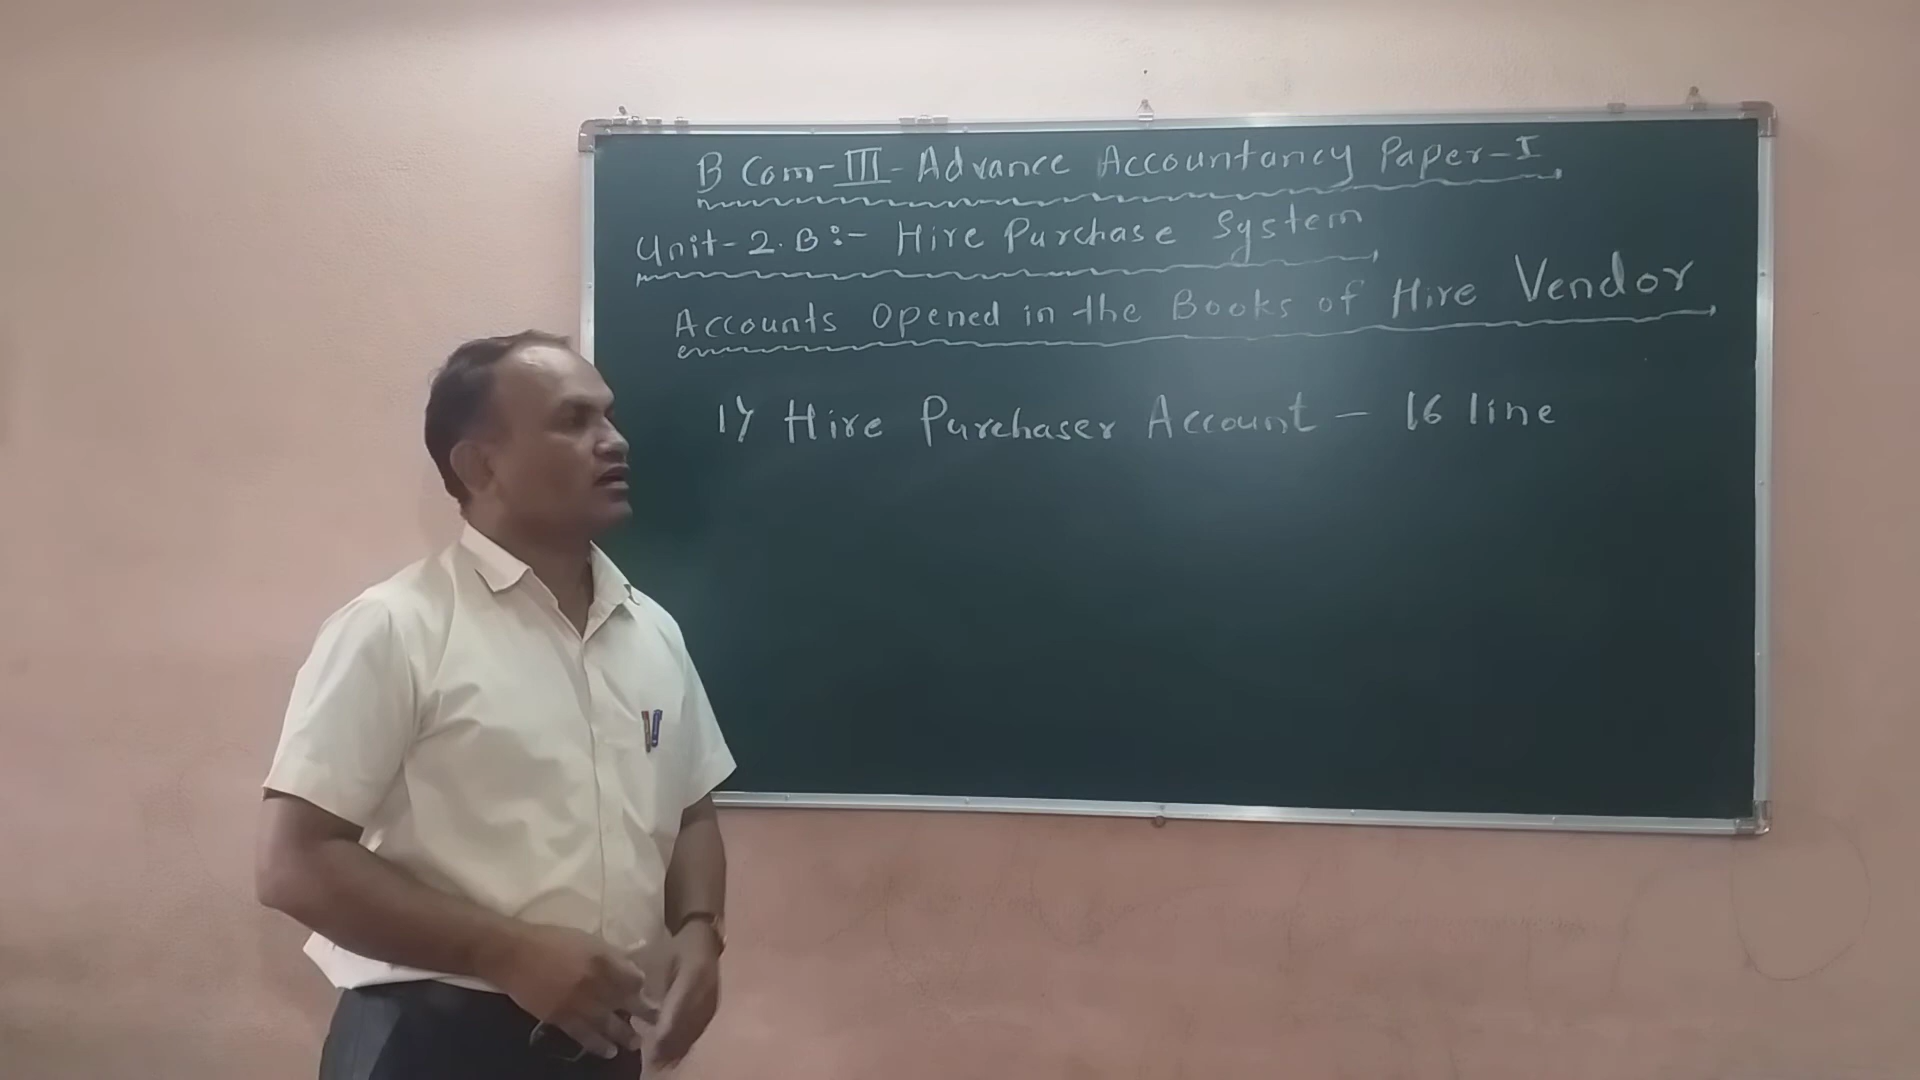 B Com-III-Advance Accountancy Paper-I
Unit-2.B:- Hire Purchase System
Accounts Opened in the Books of Hire Vendor
1) Hire Purchaser Account - 16 line